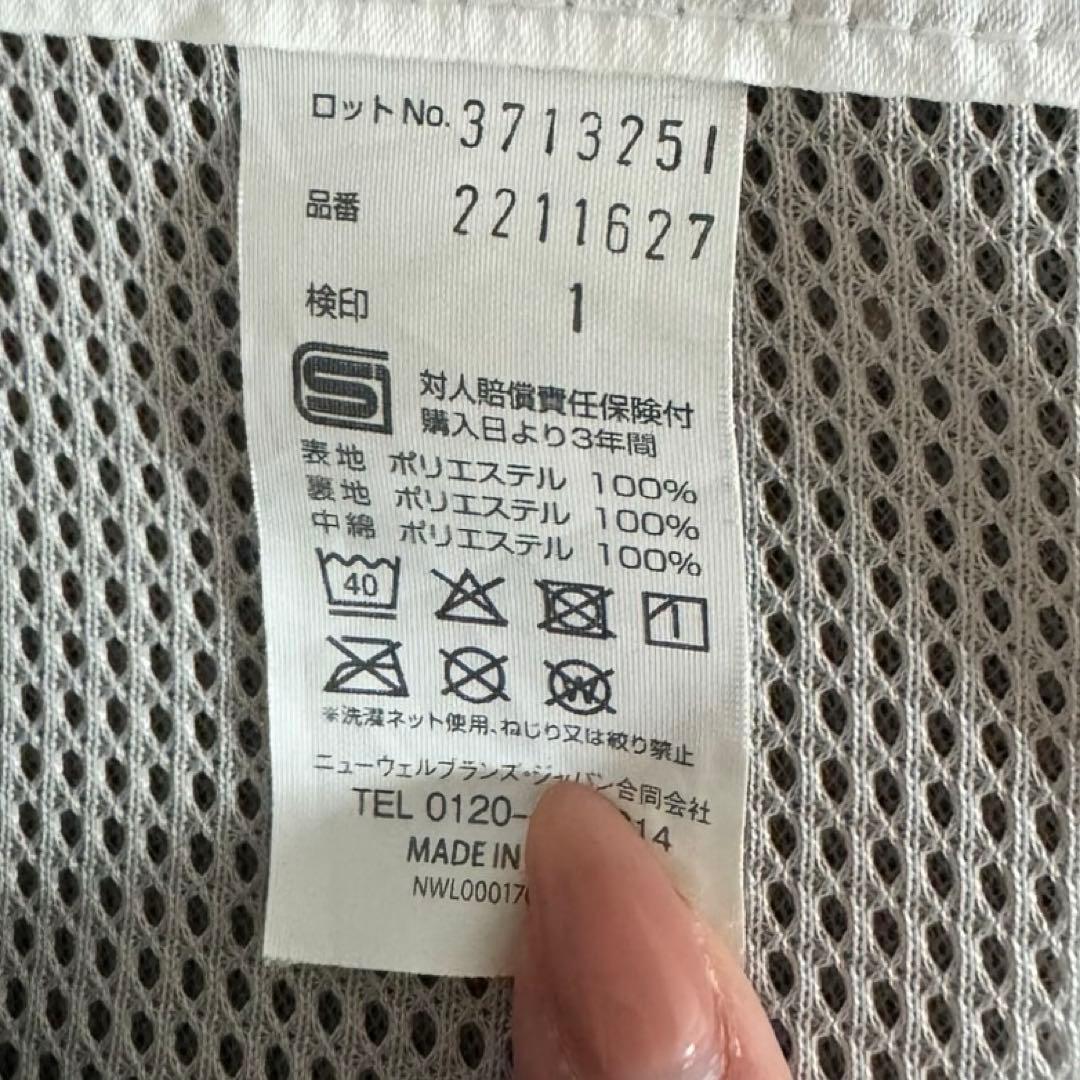 ロットNo. 3713251
品番 2211627
検印 1
S
対人賠償責任保険付
購入日より3年間
表地 ポリエステル 100%
裏地 ポリエステル 100%
中綿 ポリエステル 100%
40
W
※洗濯ネット使用、ねじり又は絞り禁止
ニューウェルブランズ・ジャパン合同会社
TEL 0120- 14
MADE IN
NWL00017